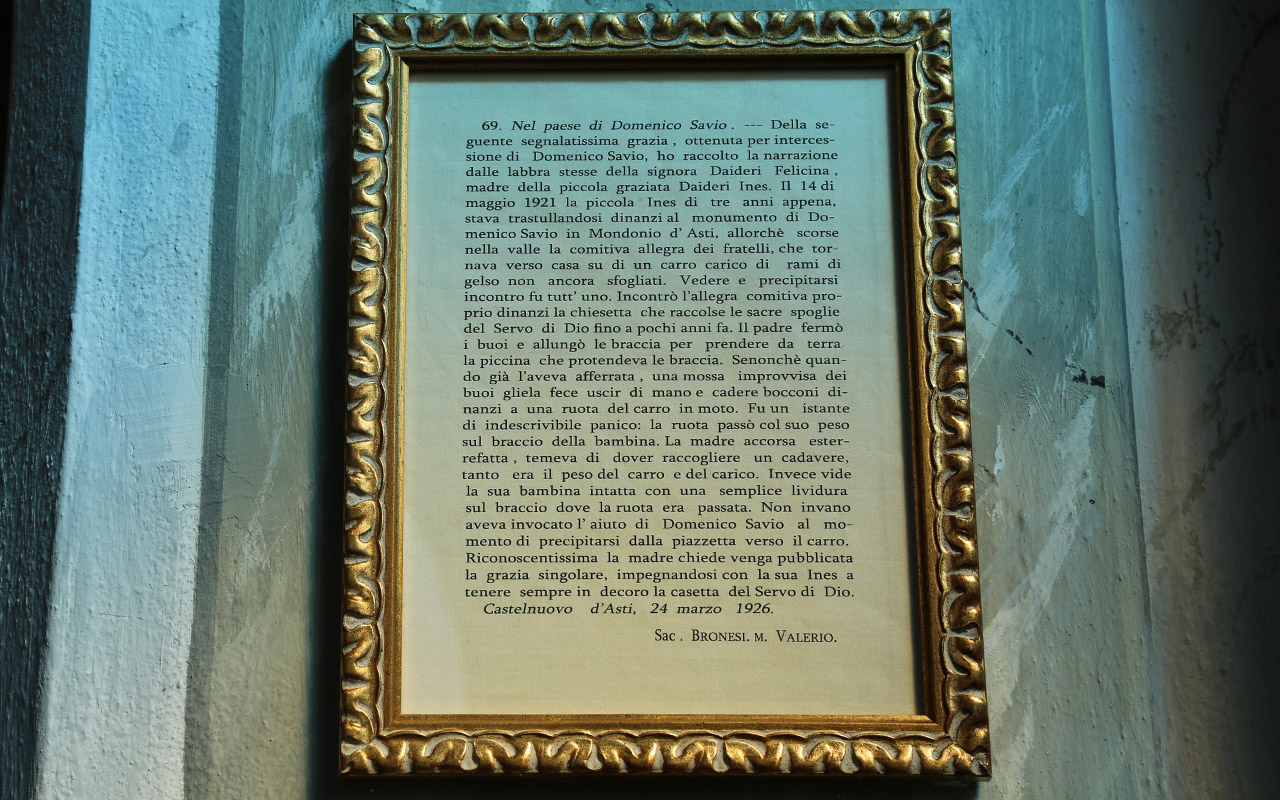 69. Nel paese di Domenico Savio. --- Della se-
guente segnalatissima grazia, ottenuta per interces-
sione di Domenico Savio, ho raccolto la narrazione
dalle labbra stesse della signora Daideri Felicina,
madre della piccola graziata Daideri Ines. Il 14 di
maggio 1921 la piccola Ines di tre anni appena,
stava trastullandosi dinanzi al monumento di Do-
menico Savio in Mondonio d'Asti, allorchè scorse
nella valle la comitiva allegra dei fratelli, che tor-
nava verso casa su di un carro carico di rami di
gelso non ancora sfogliati. Vedere e precipitarsi
incontro fu tutt'uno. Incontrò l'allegra comitiva pro-
prio dinanzi la chiesetta che raccolse le sacre spoglie
del Servo di Dio fino a pochi anni fa. Il padre fermò
i buoi e allungò le braccia per prendere da terra
la piccina che protendeva le braccia. Senonchè quan-
do già l'aveva afferrata, una mossa improvvisa dei
buoi gliela fece uscir di mano e cadere bocconi di-
nanzi a una ruota del carro in moto. Fu un istante
di indescrivibile panico: la ruota passò col suo peso
sul braccio della bambina. La madre accorsa ester-
refatta, temeva di dover raccogliere un cadavere,
tanto era il peso del carro e del carico. Invece vide
la sua bambina intatta con una semplice lividura
sul braccio dove la ruota era passata. Non invano
aveva invocato l'aiuto di Domenico Savio al mo-
mento di precipitarsi dalla piazzetta verso il carro.
Riconoscentissima la madre chiede venga pubblicata
la grazia singolare, impegnandosi con la sua Ines a
tenere sempre in decoro la casetta del Servo di Dio.
Castelnuovo d'Asti, 24 marzo 1926.
Sac. BRONESI. M. VALERIO.